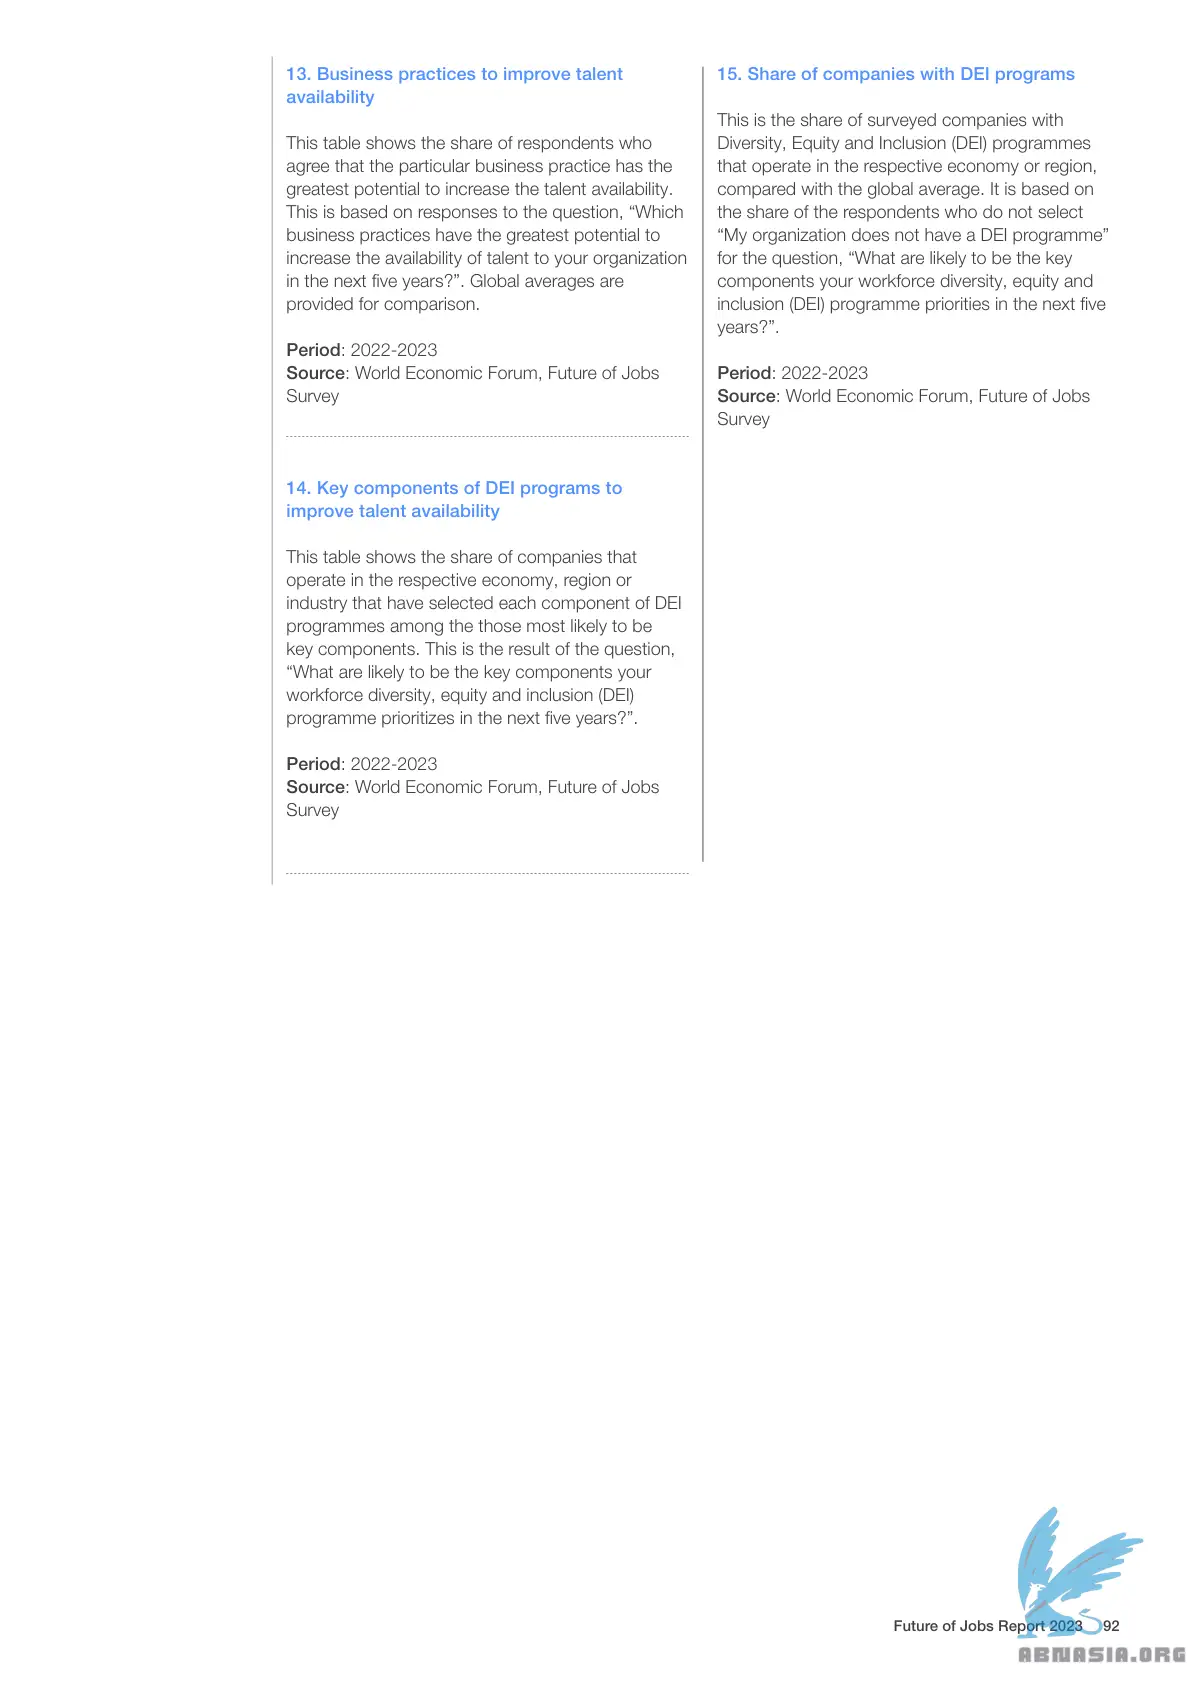 13. Business practices to improve talent
availability
This table shows the share of respondents who
agree that the particular business practice has the
greatest potential to increase the talent availability.
This is based on responses to the question, “Which
business practices have the greatest potential to
increase the availability of talent to your organization
in the next five years?”. Global averages are
provided for comparison.
Period: 2022-2023
Source: World Economic Forum, Future of Jobs
Survey
14. Key components of DEI programs to
improve talent availability
This table shows the share of companies that
operate in the respective economy, region or
industry that have selected each component of DEI
programmes among the those most likely to be
key components. This is the result of the question,
“What are likely to be the key components your
workforce diversity, equity and inclusion (DEI)
programme prioritizes in the next five years?”.
Period: 2022-2023
Source: World Economic Forum, Future of Jobs
Survey
15. Share of companies with DEI programs
This is the share of surveyed companies with
Diversity, Equity and Inclusion (DEI) programmes
that operate in the respective economy or region,
compared with the global average. It is based on
the share of the respondents who do not select
“My organization does not have a DEI programme”
for the question, “What are likely to be the key
components your workforce diversity, equity and
inclusion (DEI) programme priorities in the next five
years?”.
Period: 2022-2023
Source: World Economic Forum, Future of Jobs
Survey
Future of Jobs Report 2023 92
ABNASIA.ORG